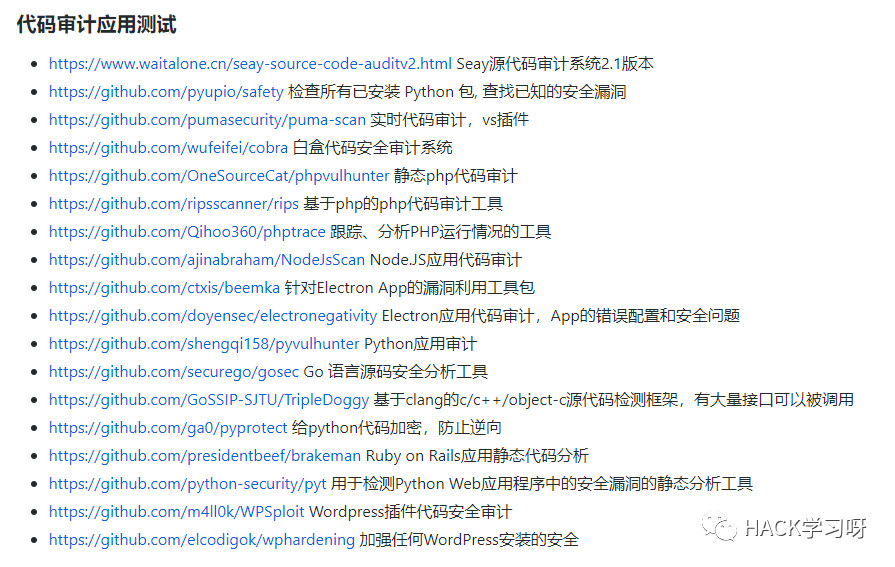 代码审计应用测试
https://www.waitalone.cn/seay-source-code-auditv2.html Seay源代码审计系统2.1版本
https://github.com/pyupio/safety 检查所有已安装 Python 包, 查找已知的安全漏洞
https://github.com/pumasecurity/puma-scan 实时代码审计，vs插件
https://github.com/wufeifei/cobra 白盒代码安全审计系统
https://github.com/OneSourceCat/phpvulhunter 静态php代码审计
https://github.com/ripsscanner/rips 基于php的php代码审计工具
https://github.com/Qihoo360/phptrace 跟踪、分析PHP运行情况的工具
https://github.com/ajinabraham/NodeJsScan NodeJS应用代码审计
https://github.com/ctxis/beemka 针对Electron App的漏洞利用工具包
https://github.com/doyensec/electronegativity Electron应用代码审计，App的错误配置和安全问题
https://github.com/shengqi158/pyvulhunter Python应用审计
https://github.com/securego/gosec Go 语言源码安全分析工具
https://github.com/GoSSIP-SJTU/TripleDoggy 基于clang的c/c++/object-c源代码检测框架，有大量接口可以被调用
https://github.com/ga0/pyprotect 给python代码加密，防止逆向
https://github.com/presidentbeef/brakeman Ruby on Rails应用静态代码分析
https://github.com/python-security/pyt 用于检测Python Web应用程序中的安全漏洞的静态分析工具
https://github.com/m4ll0k/WPSploit Wordpress插件代码安全审计
https://github.com/elcodigok/wphardening 加强任何WordPress安装的安全
HACK学习呀